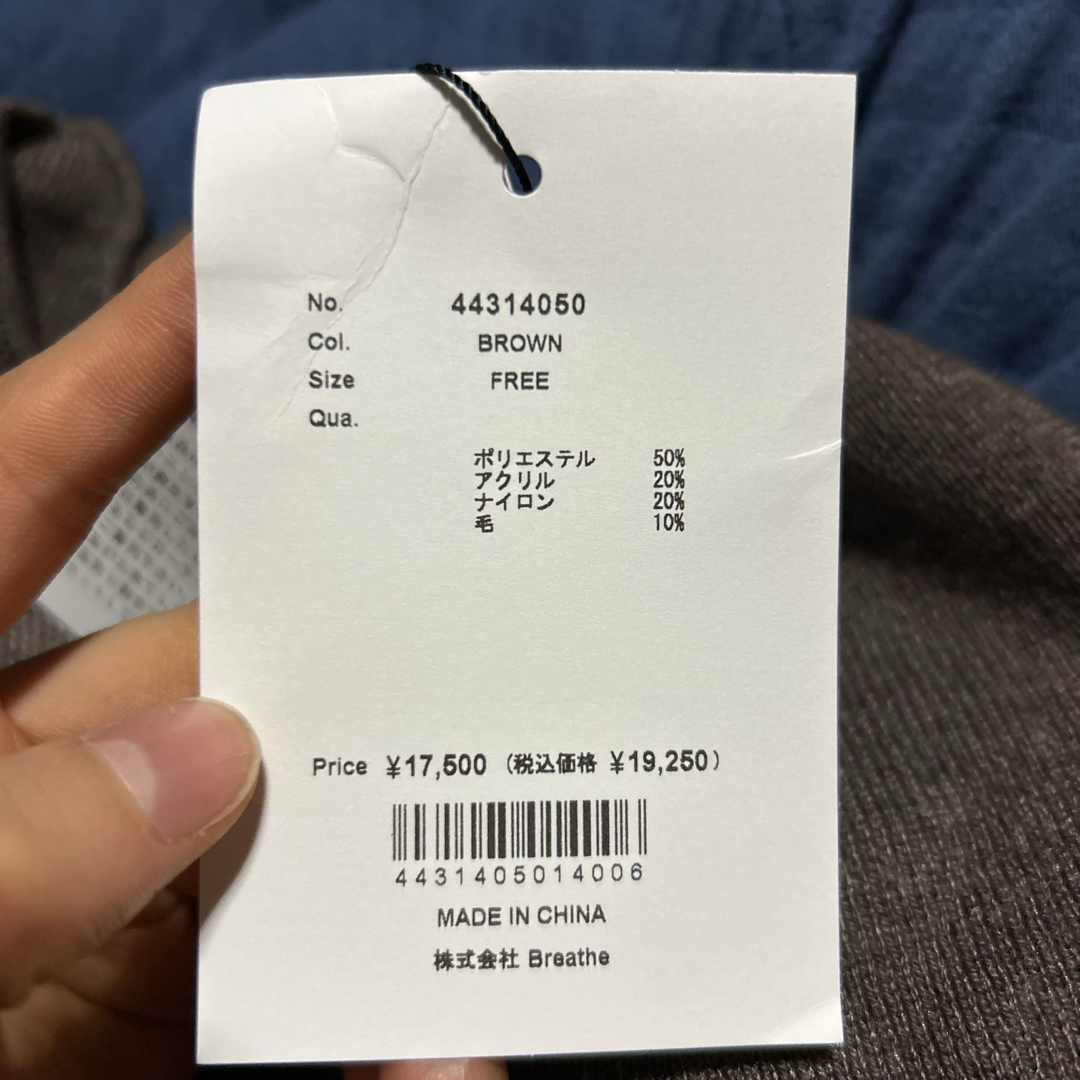 No. 44314050
Col. BROWN
Size FREE
Qua.
ポリエステル 50%
アクリル 20%
ナイロン 20%
毛 10%
Price ¥17,500 (税込価格 ¥19,250)
4431405014006
MADE IN CHINA
株式会社 Breathe